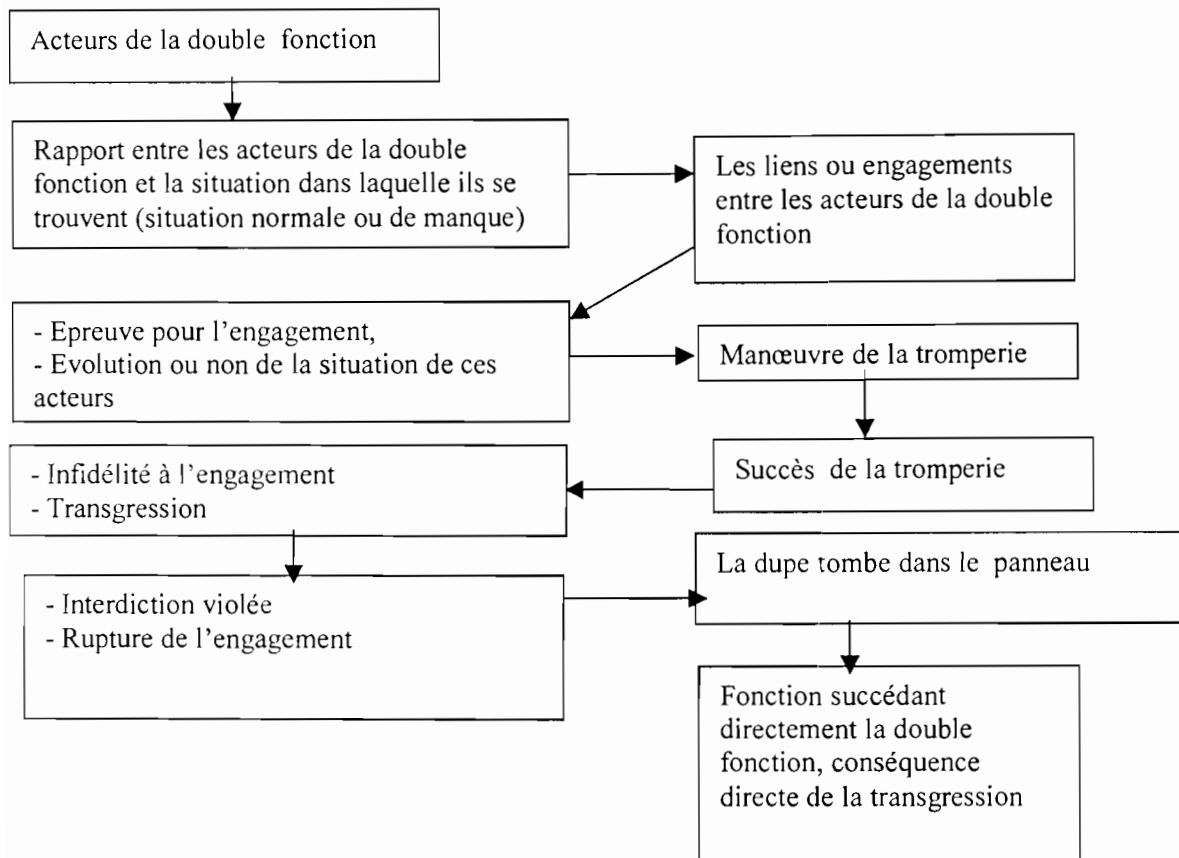 Acteurs de la double fonction
Rapport entre les acteurs de la double
fonction et la situation dans laquelle ils se
trouvent (situation normale ou de manque)
Les liens ou engagements
entre les acteurs de la double
fonction
- Epreuve pour l’engagement,
- Evolution ou non de la situation de ces
acteurs
Manœuvre de la tromperie
Succès de la tromperie
- Infidélité à l’engagement
- Transgression
- Interdiction violée
- Rupture de l’engagement
La dupe tombe dans le panneau
Fonction succédant
directement la double
fonction, conséquence
directe de la transgression